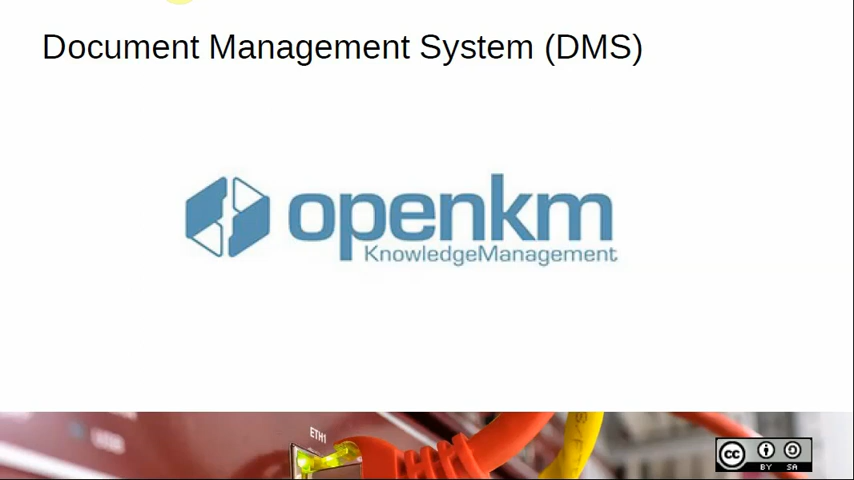 Document Management System (DMS)
openkm
KnowledgeManagement
ETH1
cc
BY SA